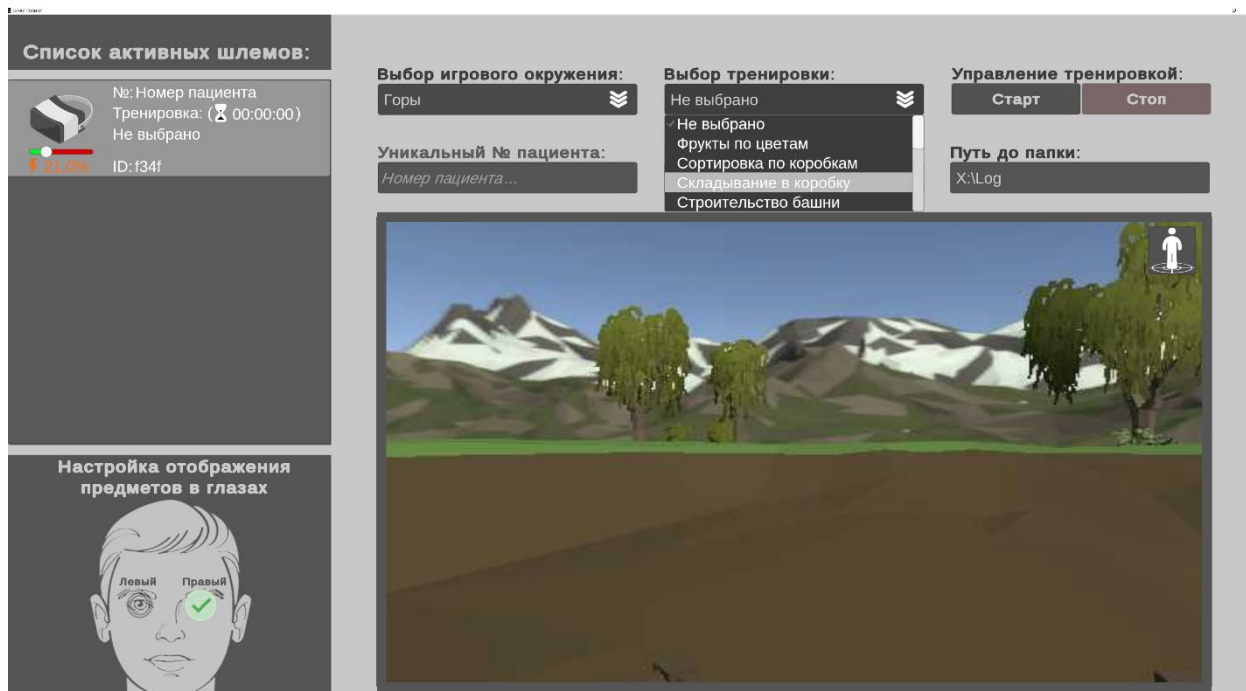 Список активных шлемов:
№:Номер пациента
Тренировка: (00:00:00)
Не выбрано
21.0%
ID:f34f
Выбор игрового окружения:
Горы
Выбор тренировки:
Не выбрано
Не выбрано
Фрукты по цветам
Сортировка по коробкам
Складывание в коробку
Строительство башни
Управление тренировкой:
Старт
Стоп
Уникальный № пациента:
Номер пациента...
Путь до папки:
X:\Log
Настройка отображения
предметов в глазах
Левый
Правый